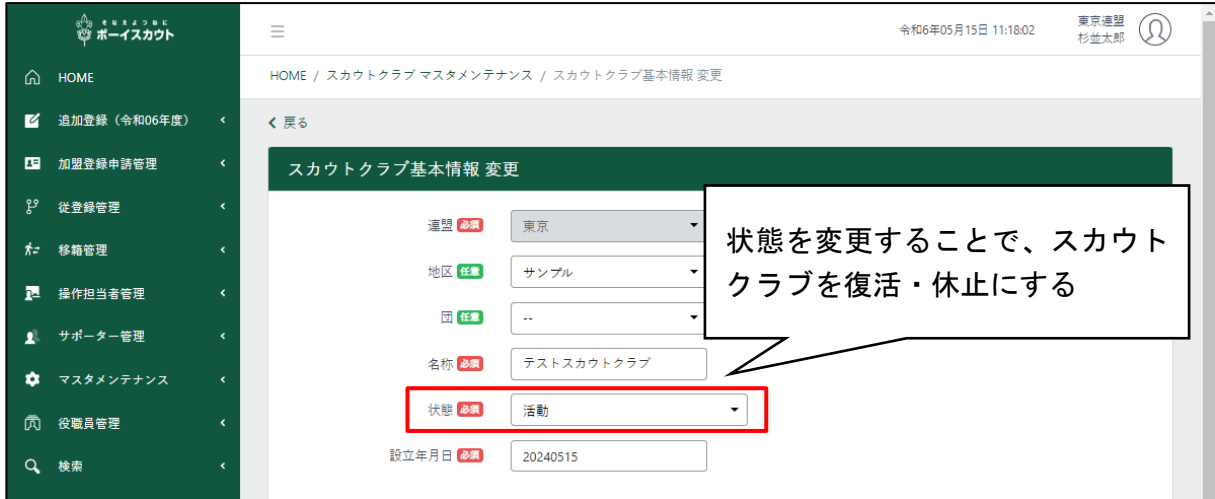 そなえよつねに
ボーイスカウト
令和6年05月15日 11:18:02
東京連盟
杉並太郎
HOME
追加登録（令和06年度）
加盟登録申請管理
従登録管理
移籍管理
操作担当者管理
サポーター管理
マスタメンテナンス
役職員管理
検索
HOME / スカウトクラブ マスタメンテナンス / スカウトクラブ基本情報 変更
戻る
スカウトクラブ基本情報 変更
連盟 必須 東京
地区 任意 サンプル
団 任意 --
名称 必須 テストスカウトクラブ
状態 必須 活動
設立年月日 必須 20240515
状態を変更することで、スカウト
クラブを復活・休止にする